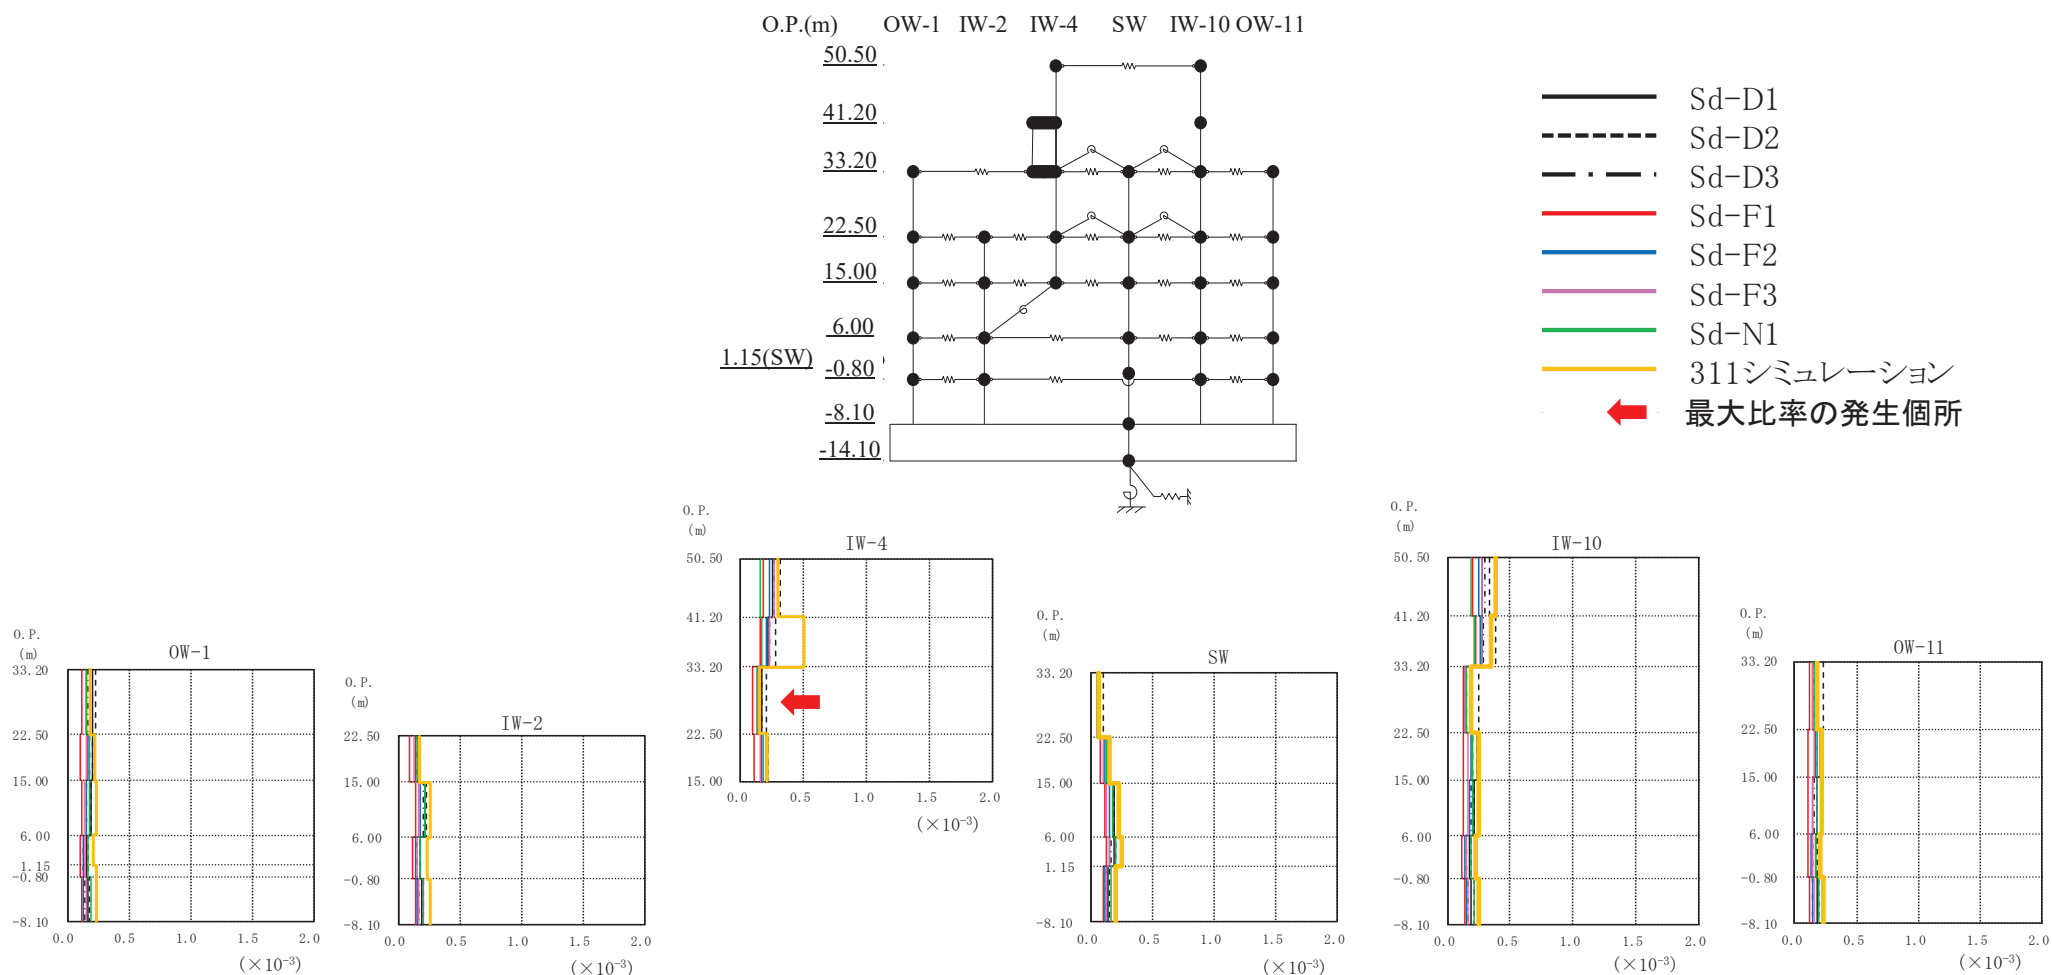 O.P.(m) OW-1 IW-2 IW-4 SW IW-10 OW-11
50.50
41.20
33.20
22.50
15.00
6.00
1.15(SW)
-0.80
-8.10
-14.10
Sd-D1
Sd-D2
Sd-D3
Sd-F1
Sd-F2
Sd-F3
Sd-N1
311シミュレーション
最大比率の発生個所
O.P.
(m)
OW-1
33.20
22.50
15.00
6.00
1.15
-0.80
-8.10
0.0 0.5 1.0 1.5 2.0
(×10⁻³)
O.P.
(m)
IW-2
22.50
15.00
6.00
-0.80
-8.10
0.0 0.5 1.0 1.5 2.0
(×10⁻³)
O.P.
(m)
IW-4
50.50
41.20
33.20
22.50
15.00
0.0 0.5 1.0 1.5 2.0
(×10⁻³)
O.P.
(m)
SW
33.20
22.50
15.00
6.00
1.15
-8.10
0.0 0.5 1.0 1.5 2.0
(×10⁻³)
O.P.
(m)
IW-10
50.50
41.20
33.20
22.50
15.00
6.00
-0.80
-8.10
0.0 0.5 1.0 1.5 2.0
(×10⁻³)
O.P.
(m)
OW-11
33.20
22.50
15.00
6.00
-0.80
-8.10
0.0 0.5 1.0 1.5 2.0
(×10⁻³)